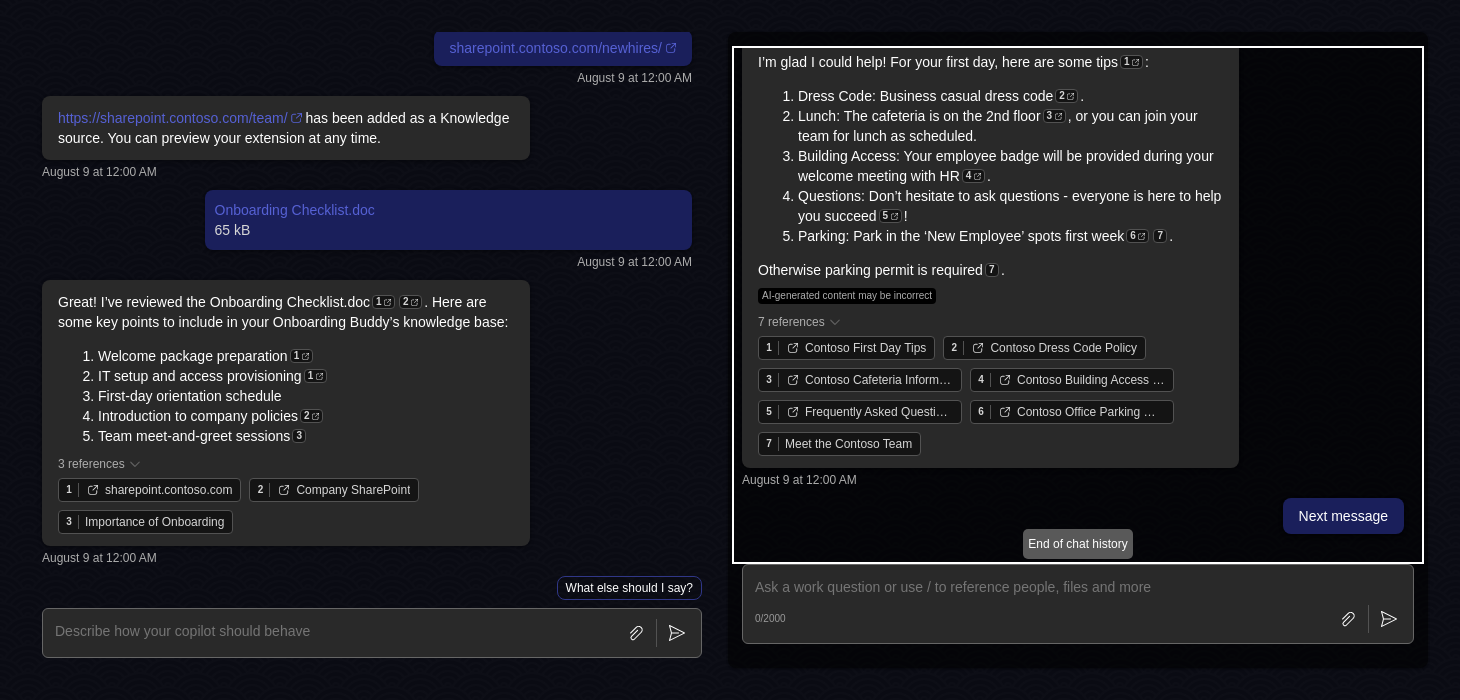 sharepoint.contoso.com/newhires/
August 9 at 12:00 AM
https://sharepoint.contoso.com/team/ has been added as a Knowledge
source. You can preview your extension at any time.
August 9 at 12:00 AM
Onboarding Checklist.doc
65 kB
August 9 at 12:00 AM
Great! I’ve reviewed the Onboarding Checklist.doc 1 2 . Here are
some key points to include in your Onboarding Buddy’s knowledge base:
1. Welcome package preparation 1
2. IT setup and access provisioning 1
3. First-day orientation schedule
4. Introduction to company policies 2
5. Team meet-and-greet sessions 3
3 references
1 sharepoint.contoso.com 2 Company SharePoint
3 Importance of Onboarding
August 9 at 12:00 AM
What else should I say?
Describe how your copilot should behave
I’m glad I could help! For your first day, here are some tips 1 :
1. Dress Code: Business casual dress code 2 .
2. Lunch: The cafeteria is on the 2nd floor 3 , or you can join your
team for lunch as scheduled.
3. Building Access: Your employee badge will be provided during your
welcome meeting with HR 4 .
4. Questions: Don’t hesitate to ask questions - everyone is here to help
you succeed 5 !
5. Parking: Park in the ‘New Employee’ spots first week 6 7 .
Otherwise parking permit is required 7 .
AI-generated content may be incorrect
7 references
1 Contoso First Day Tips 2 Contoso Dress Code Policy
3 Contoso Cafeteria Inform… 4 Contoso Building Access …
5 Frequently Asked Questi… 6 Contoso Office Parking …
7 Meet the Contoso Team
August 9 at 12:00 AM
Next message
End of chat history
Ask a work question or use / to reference people, files and more
0/2000